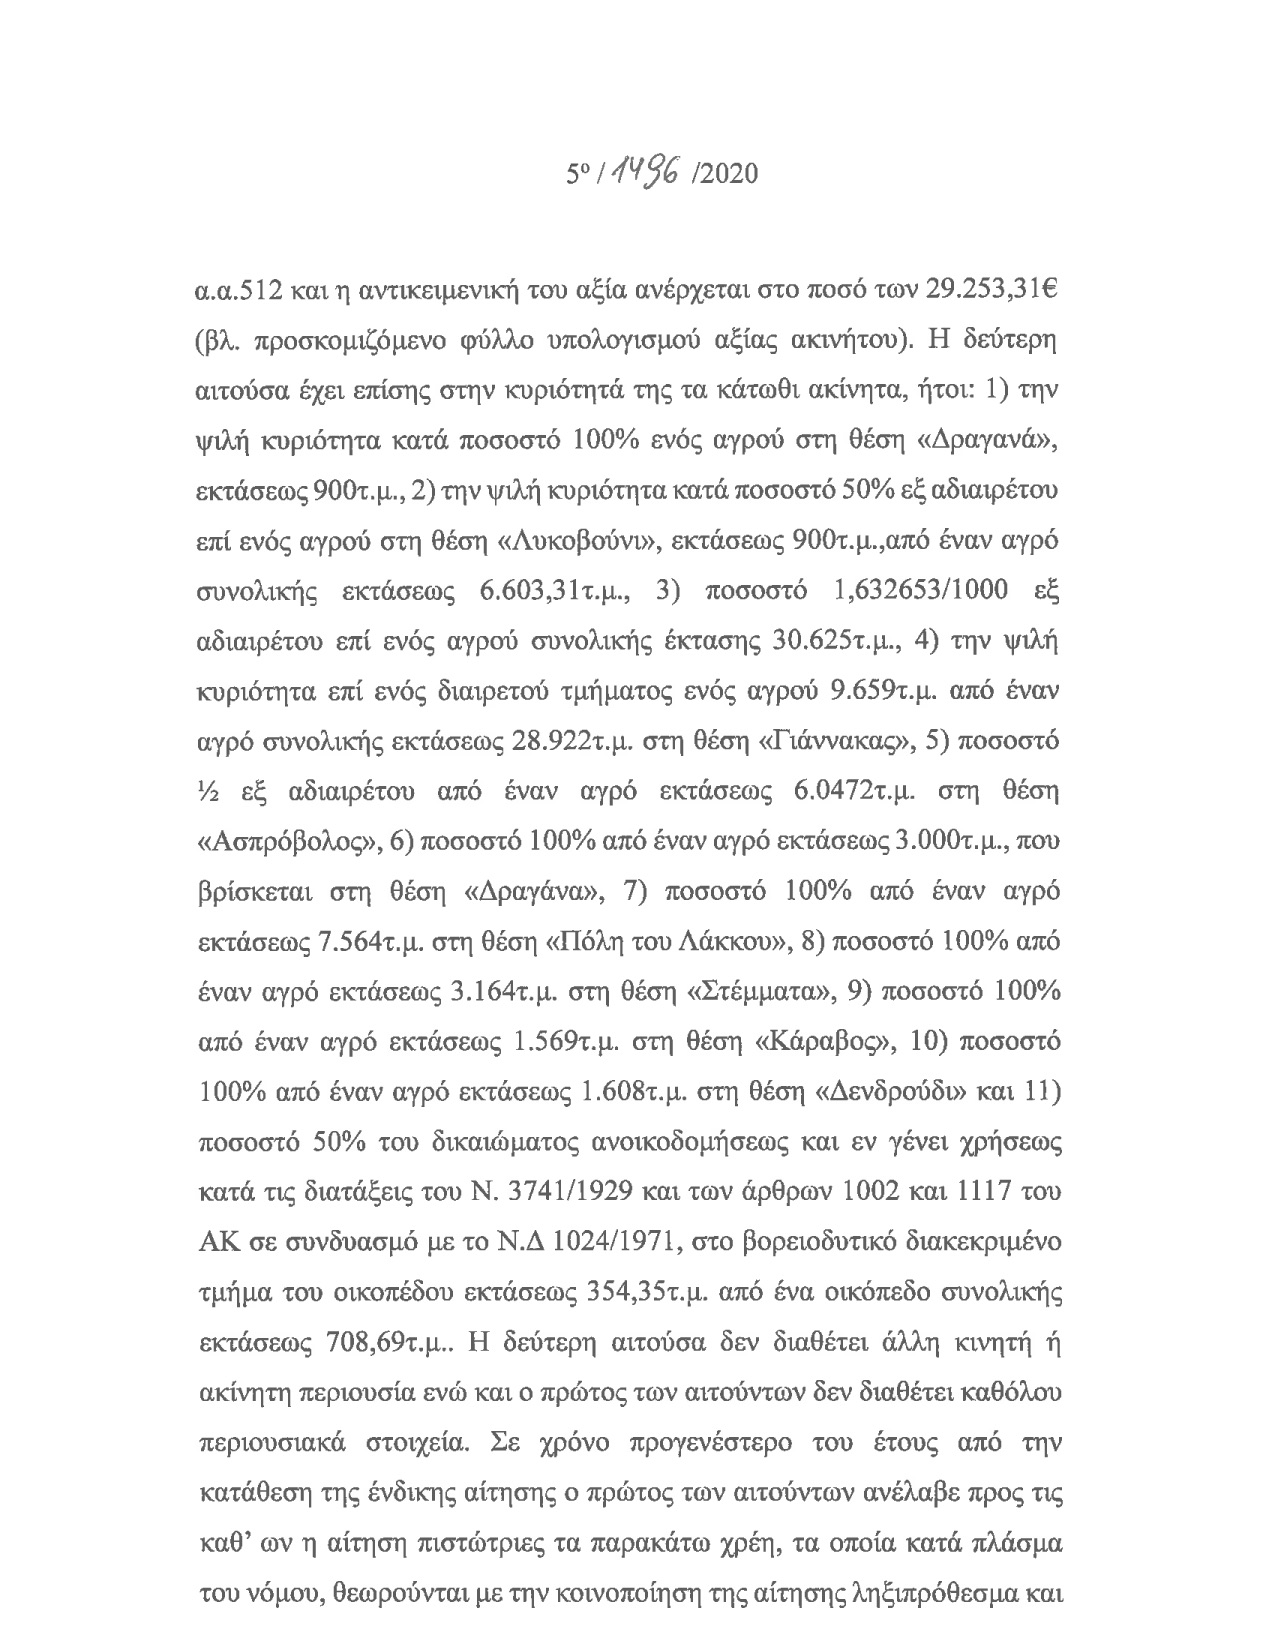 5º/1496/2020
α.α.512 και η αντικειμενική του αξία ανέρχεται στο ποσό των 29.253,31€
(βλ. προσκομιζόμενο φύλλο υπολογισμού αξίας ακινήτου). Η δεύτερη
αιτούσα έχει επίσης στην κυριότητά της τα κάτωθι ακίνητα, ήτοι: 1) την
ψιλή κυριότητα κατά ποσοστό 100% ενός αγρού στη θέση «Δραγανά»,
εκτάσεως 900τ.μ., 2) την ψιλή κυριότητα κατά ποσοστό 50% εξ αδιαιρέτου
επί ενός αγρού στη θέση «Λυκοβούνι», εκτάσεως 900τ.μ.,από έναν αγρό
συνολικής εκτάσεως 6.603,31τ.μ., 3) ποσοστό 1,632653/1000 εξ
αδιαιρέτου επί ενός αγρού συνολικής έκτασης 30.625τ.μ., 4) την ψιλή
κυριότητα επί ενός διαιρετού τμήματος ενός αγρού 9.659τ.μ. από έναν
αγρό συνολικής εκτάσεως 28.922τ.μ. στη θέση «Γιάννακας», 5) ποσοστό
½ εξ αδιαιρέτου από έναν αγρό εκτάσεως 6.0472τ.μ. στη θέση
«Ασπρόβολος», 6) ποσοστό 100% από έναν αγρό εκτάσεως 3.000τ.μ., που
βρίσκεται στη θέση «Δραγάνα», 7) ποσοστό 100% από έναν αγρό
εκτάσεως 7.564τ.μ. στη θέση «Πόλη του Λάκκου», 8) ποσοστό 100% από
έναν αγρό εκτάσεως 3.164τ.μ. στη θέση «Στέμματα», 9) ποσοστό 100%
από έναν αγρό εκτάσεως 1.569τ.μ. στη θέση «Κάραβος», 10) ποσοστό
100% από έναν αγρό εκτάσεως 1.608τ.μ. στη θέση «Δενδρούδι» και 11)
ποσοστό 50% του δικαιώματος ανοικοδομήσεως και εν γένει χρήσεως
κατά τις διατάξεις του Ν. 3741/1929 και των άρθρων 1002 και 1117 του
ΑΚ σε συνδυασμό με το Ν.Δ 1024/1971, στο βορειοδυτικό διακεκριμένο
τμήμα του οικοπέδου εκτάσεως 354,35τ.μ. από ένα οικόπεδο συνολικής
εκτάσεως 708,69τ.μ.. Η δεύτερη αιτούσα δεν διαθέτει άλλη κινητή ή
ακίνητη περιουσία ενώ και ο πρώτος των αιτούντων δεν διαθέτει καθόλου
περιουσιακά στοιχεία. Σε χρόνο προγενέστερο του έτους από την
κατάθεση της ένδικης αίτησης ο πρώτος των αιτούντων ανέλαβε προς τις
καθ’ ων η αίτηση πιστώτριες τα παρακάτω χρέη, τα οποία κατά πλάσμα
του νόμου, θεωρούνται με την κοινοποίηση της αίτησης ληξιπρόθεσμα και